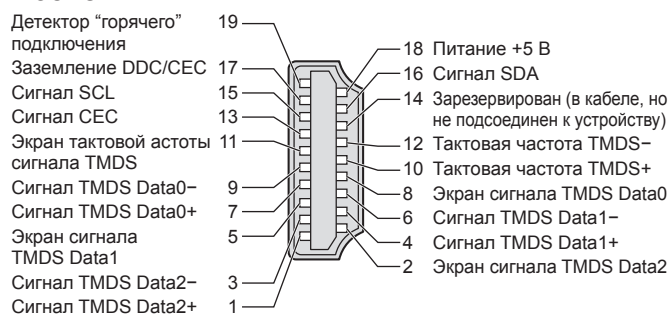 Детектор “горячего” 19
подключения
Заземление DDC/CEC 17
Сигнал SCL 15
Сигнал CEC 13
Экран тактовой астоты 11
сигнала TMDS
Сигнал TMDS Data0− 9
Сигнал TMDS Data0+ 7
Экран сигнала 5
TMDS Data1
Сигнал TMDS Data2− 3
Сигнал TMDS Data2+ 1
18 Питание +5 В
16 Сигнал SDA
14 Зарезервирован (в кабеле, но
не подсоединен к устройству)
12 Тактовая частота TMDS−
10 Тактовая частота TMDS+
8 Экран сигнала TMDS Data0
6 Сигнал TMDS Data1−
4 Сигнал TMDS Data1+
2 Экран сигнала TMDS Data2